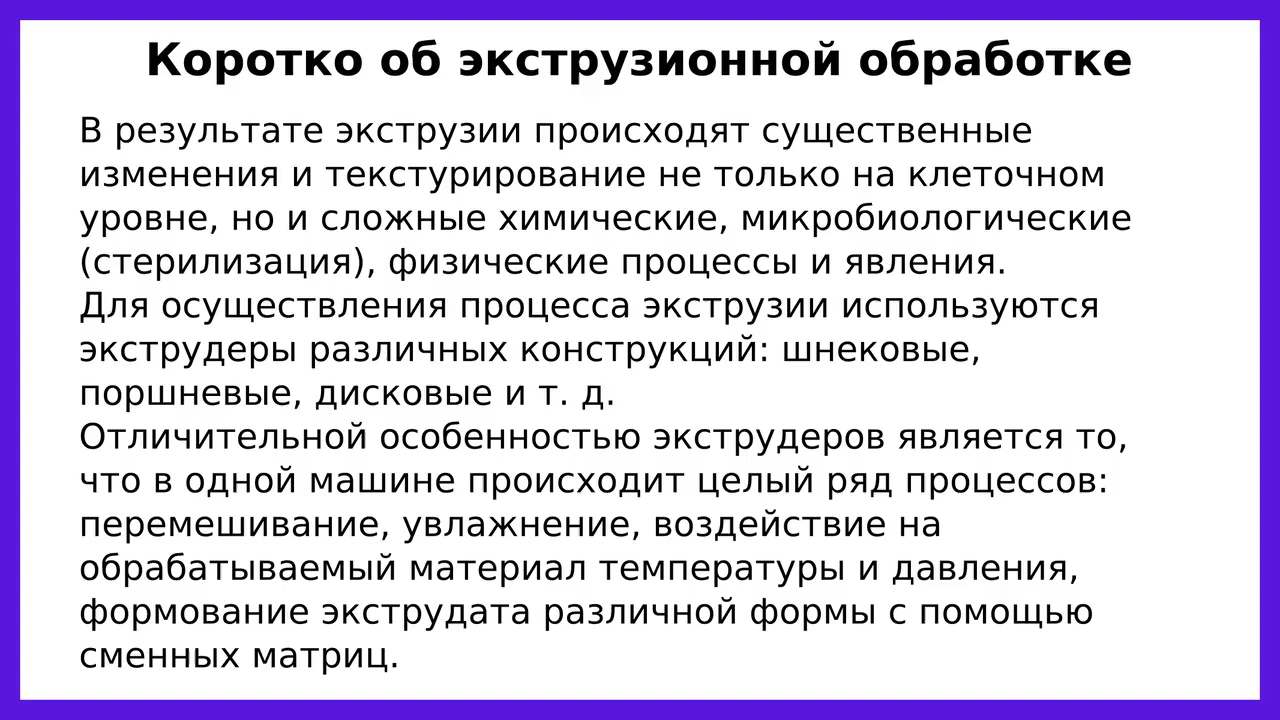 Коротко об экструзионной обработке
В результате экструзии происходят существенные
изменения и текстурирование не только на клеточном
уровне, но и сложные химические, микробиологические
(стерилизация), физические процессы и явления.
Для осуществления процесса экструзии используются
экструдеры различных конструкций: шнековые,
поршневые, дисковые и т. д.
Отличительной особенностью экструдеров является то,
что в одной машине происходит целый ряд процессов:
перемешивание, увлажнение, воздействие на
обрабатываемый материал температуры и давления,
формование экструдата различной формы с помощью
сменных матриц.